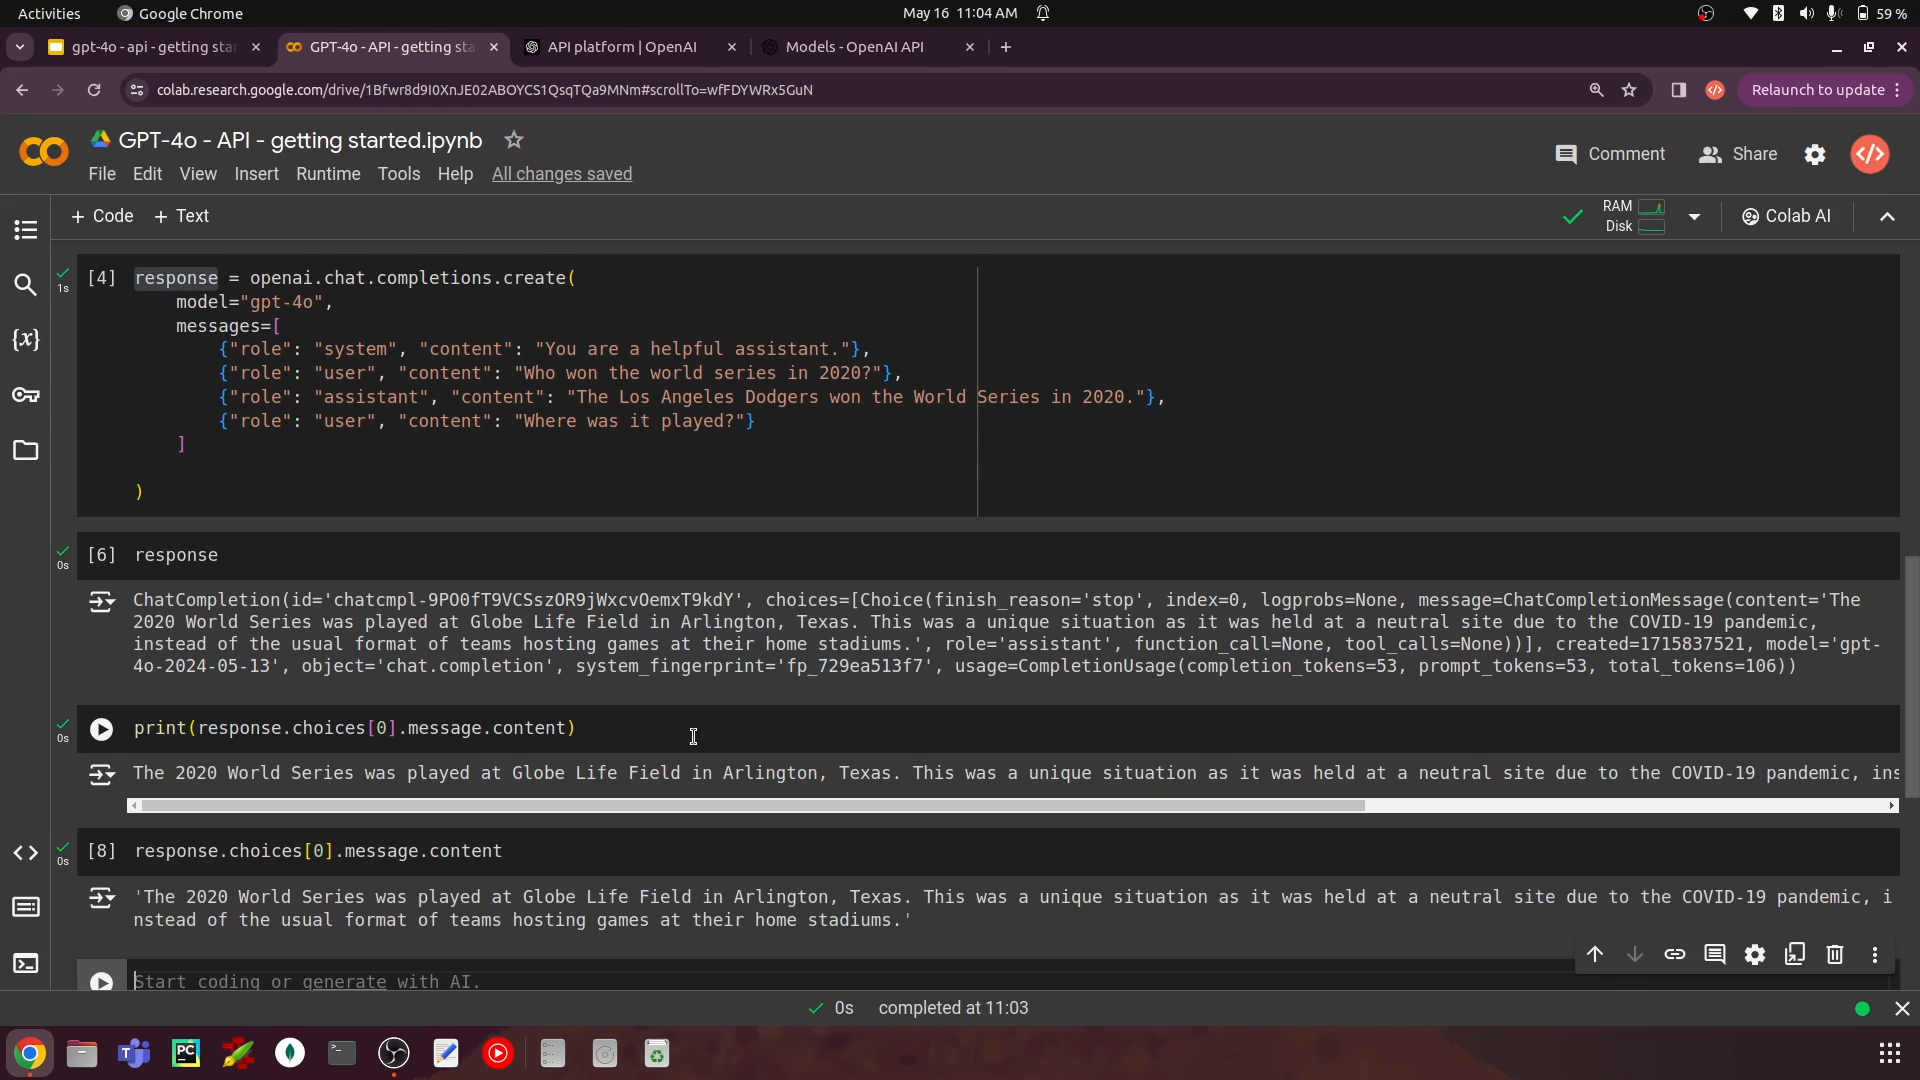 Activities Google Chrome May 16 11:04 AM 59 %
gpt-4o - api - getting star GPT-4o - API - getting sta API platform | OpenAI Models - OpenAI API
colab.research.google.com/drive/1Bfwr8d9I0XnJE02ABOYCS1QsqTQa9MNm#scrollTo=wfFDYWRx5GuN Relaunch to update
GPT-4o - API - getting started.ipynb
Comment Share
File Edit View Insert Runtime Tools Help All changes saved
+ Code + Text RAM Disk Colab AI
[4] response = openai.chat.completions.create(
1s
model="gpt-4o",
messages=[
{"role": "system", "content": "You are a helpful assistant."},
{"role": "user", "content": "Who won the world series in 2020?"},
{"role": "assistant", "content": "The Los Angeles Dodgers won the World Series in 2020."},
{"role": "user", "content": "Where was it played?"}
]
)
[6] response
0s
ChatCompletion(id='chatcmpl-9PO0fT9VCSszOR9jWxcvOemxT9kdY', choices=[Choice(finish_reason='stop', index=0, logprobs=None, message=ChatCompletionMessage(content='The
2020 World Series was played at Globe Life Field in Arlington, Texas. This was a unique situation as it was held at a neutral site due to the COVID-19 pandemic,
instead of the usual format of teams hosting games at their home stadiums.', role='assistant', function_call=None, tool_calls=None))], created=1715837521, model='gpt-
4o-2024-05-13', object='chat.completion', system_fingerprint='fp_729ea513f7', usage=CompletionUsage(completion_tokens=53, prompt_tokens=53, total_tokens=106))
print(response.choices[0].message.content)
0s
The 2020 World Series was played at Globe Life Field in Arlington, Texas. This was a unique situation as it was held at a neutral site due to the COVID-19 pandemic, ins
[8] response.choices[0].message.content
0s
'The 2020 World Series was played at Globe Life Field in Arlington, Texas. This was a unique situation as it was held at a neutral site due to the COVID-19 pandemic, i
nstead of the usual format of teams hosting games at their home stadiums.'
Start coding or generate with AI.
0s completed at 11:03